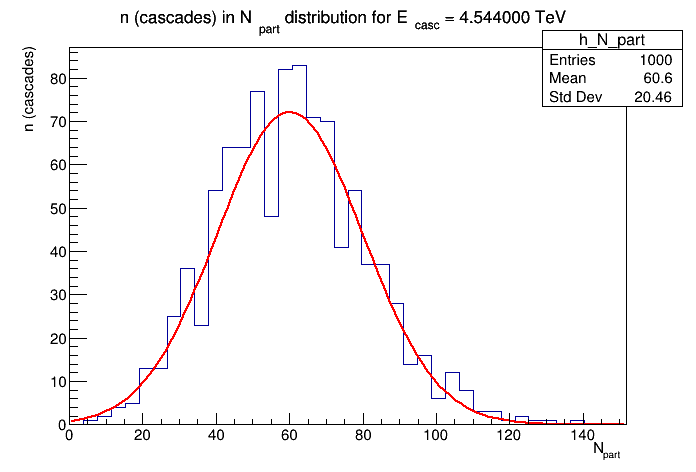 n (cascades) in N part distribution for E casc = 4.544000 TeV
h_N_part
Entries 1000
Mean 60.6
Std Dev 20.46
n (cascades)
80
70
60
50
40
30
20
10
0
0 20 40 60 80 100 120 140
N part